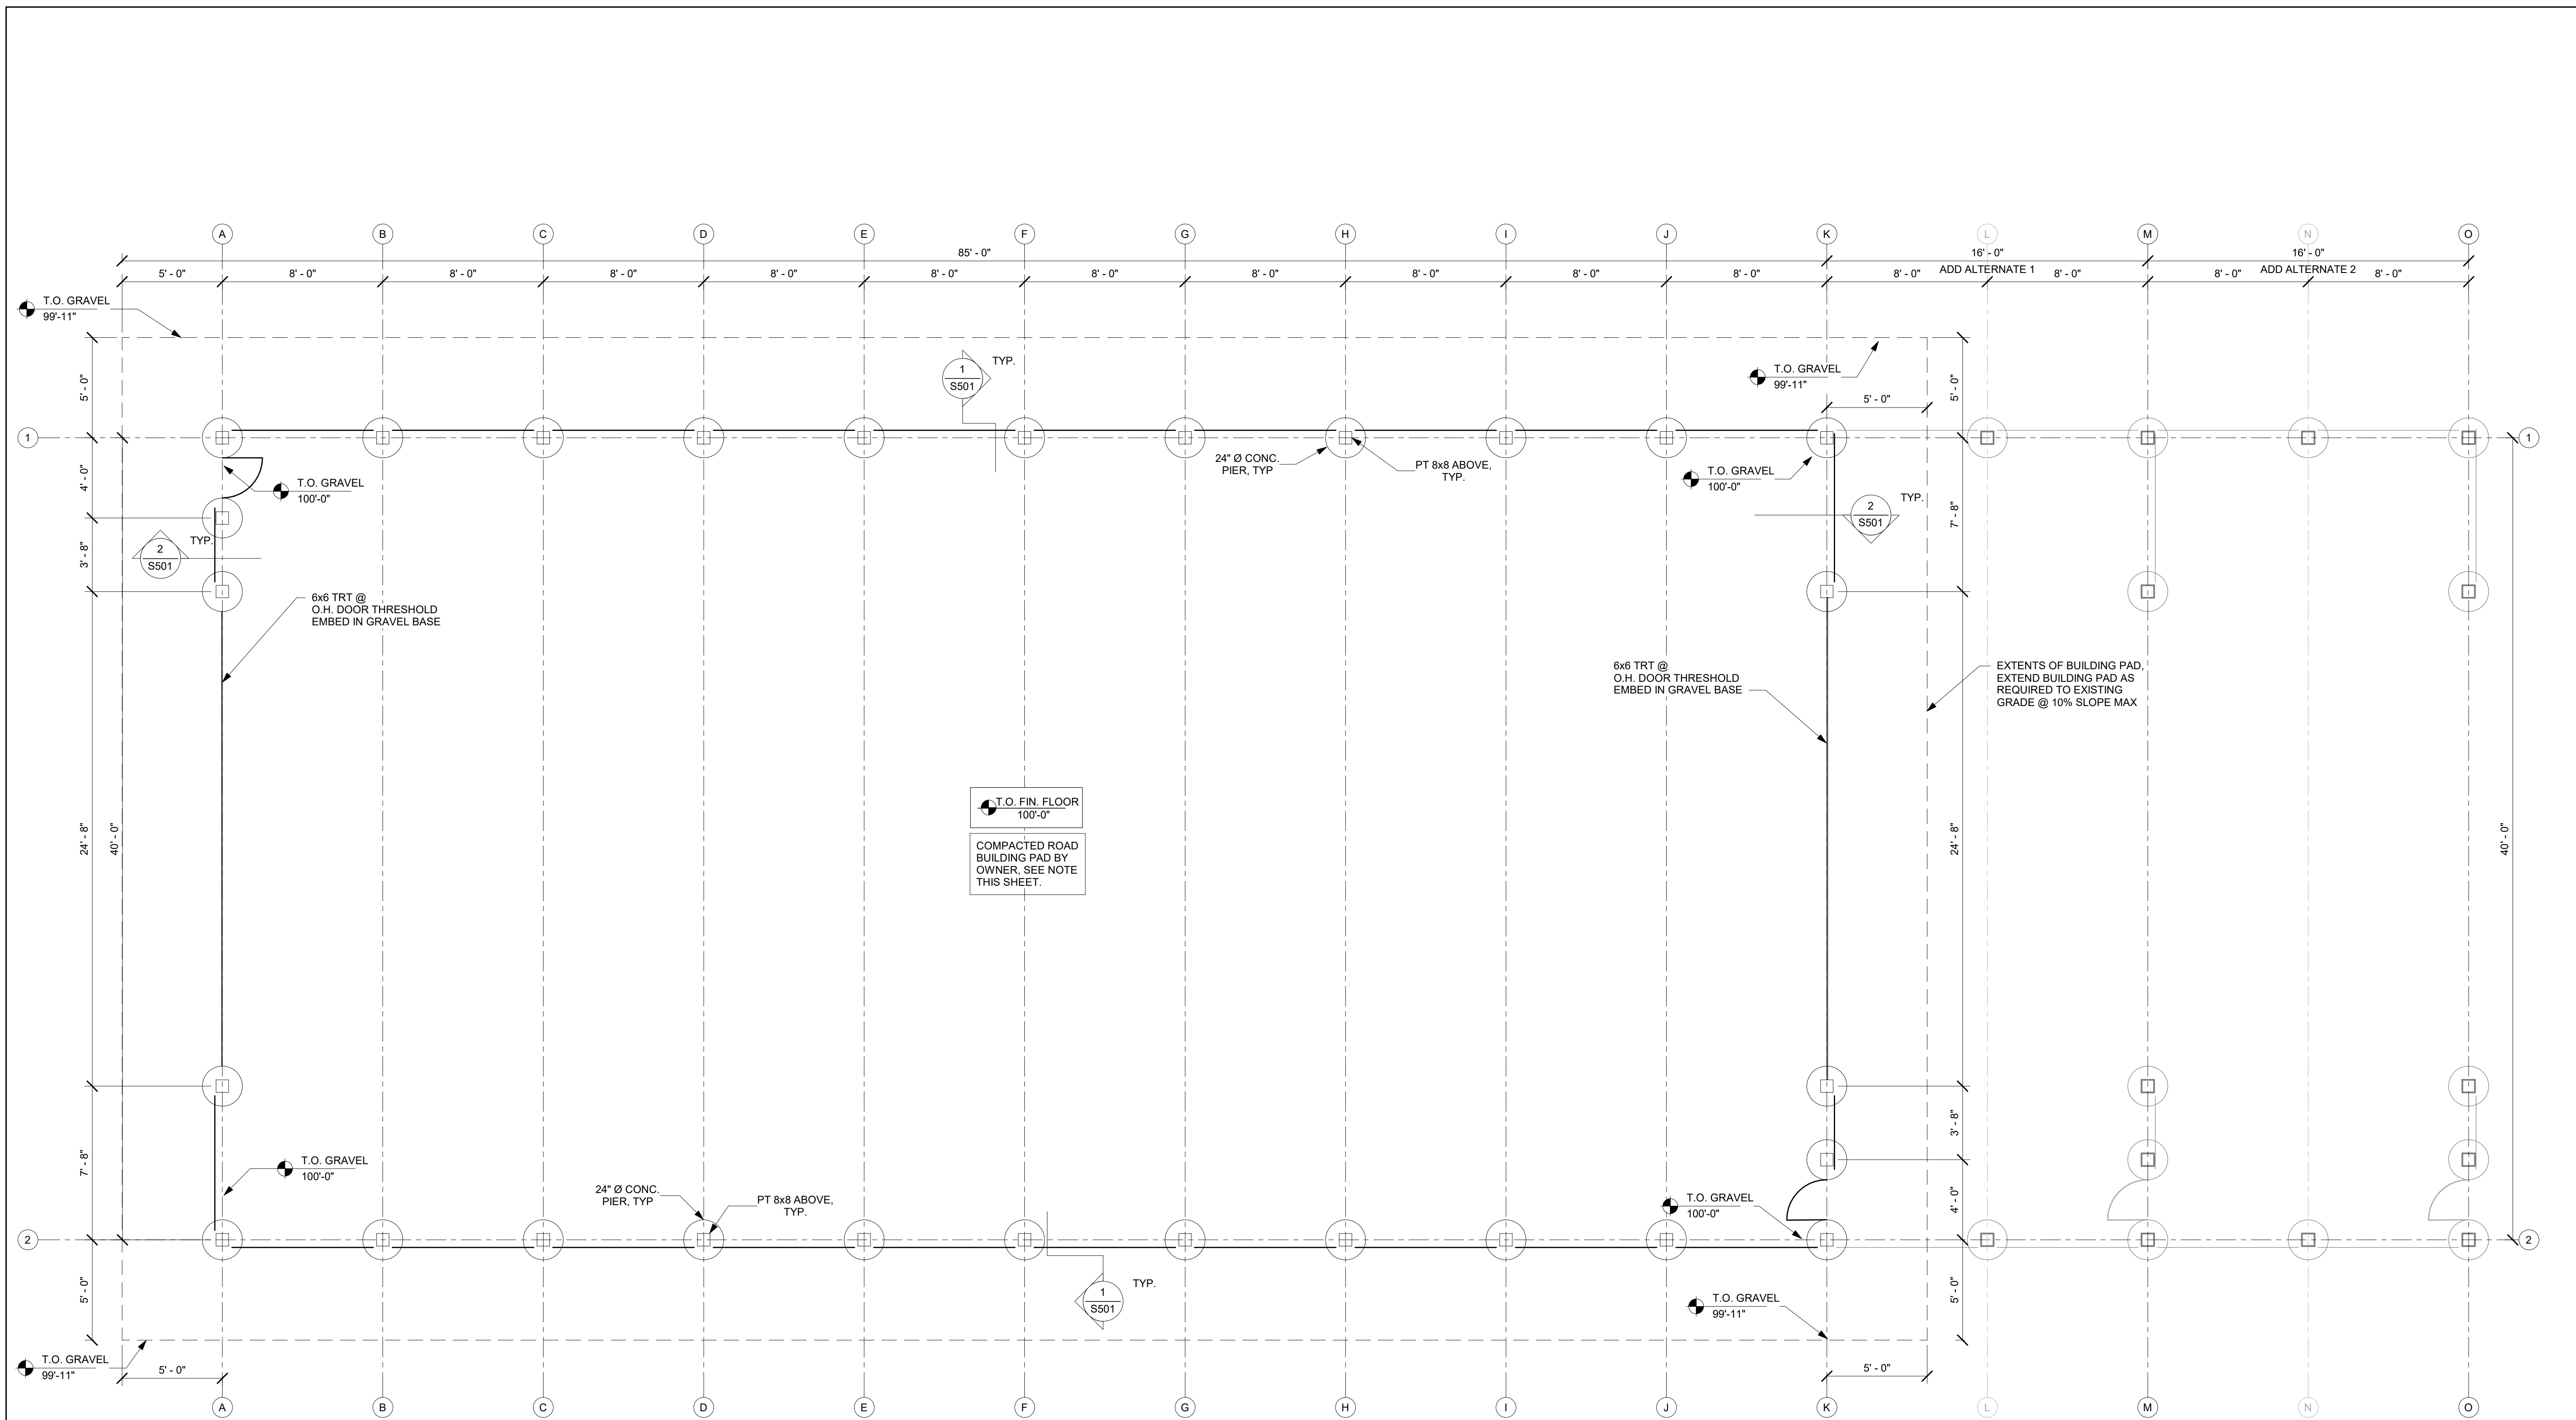 A B C D E F G H I J K L M N O
85' - 0" 16' - 0" 16' - 0"
ADD ALTERNATE 1 ADD ALTERNATE 2
5' - 0" 8' - 0" 8' - 0" 8' - 0" 8' - 0" 8' - 0" 8' - 0" 8' - 0" 8' - 0" 8' - 0" 8' - 0" 8' - 0" 8' - 0" 8' - 0" 8' - 0"
T.O. GRAVEL
99'-11"
1
S501
TYP.
T.O. GRAVEL
99'-11"
5' - 0"
5' - 0"
5' - 0"
1
1
24" Ø CONC.
PIER, TYP
PT 8x8 ABOVE,
TYP.
T.O. GRAVEL
100'-0"
T.O. GRAVEL
100'-0"
4' - 0"
2
S501
TYP.
2
S501
TYP.
3' - 8"
7' - 8"
6x6 TRT @
O.H. DOOR THRESHOLD
EMBED IN GRAVEL BASE
6x6 TRT @
O.H. DOOR THRESHOLD
EMBED IN GRAVEL BASE
EXTENTS OF BUILDING PAD,
EXTEND BUILDING PAD AS
REQUIRED TO EXISTING
GRADE @ 10% SLOPE MAX
T.O. FIN. FLOOR
100'-0"
COMPACTED ROAD
BUILDING PAD BY
OWNER, SEE NOTE
THIS SHEET.
24' - 8"
40' - 0"
24' - 8"
40' - 0"
7' - 8"
3' - 8"
T.O. GRAVEL
100'-0"
24" Ø CONC.
PIER, TYP
PT 8x8 ABOVE,
TYP.
T.O. GRAVEL
100'-0"
4' - 0"
2
2
5' - 0"
1
S501
TYP.
T.O. GRAVEL
99'-11"
5' - 0"
T.O. GRAVEL
99'-11"
5' - 0"
5' - 0"
A B C D E F G H I J K L M N O